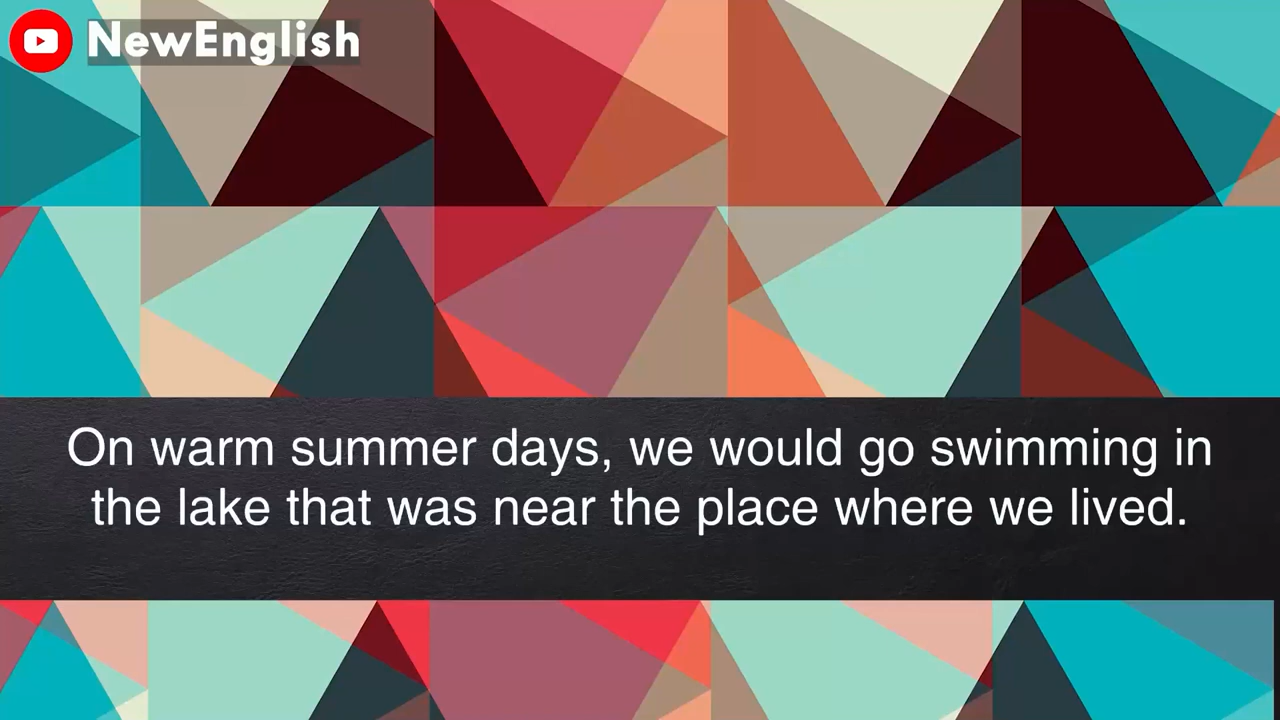 NewEnglish
On warm summer days, we would go swimming in
the lake that was near the place where we lived.